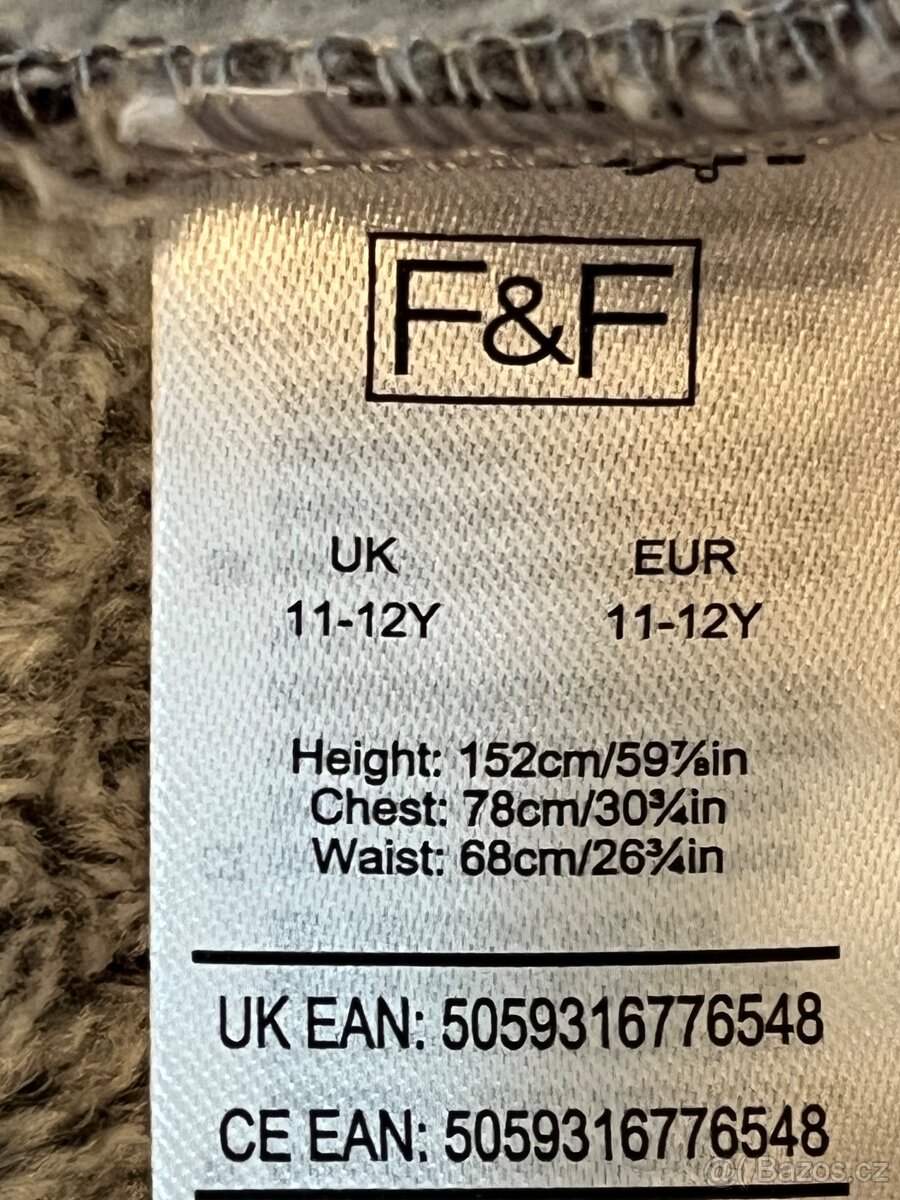 F&F
UK EUR
11-12Y 11-12Y
Height: 152cm/59⅞in
Chest: 78cm/30¾in
Waist: 68cm/26¾in
UK EAN: 5059316776548
CE EAN: 5059316776548
@( Bazos.cz